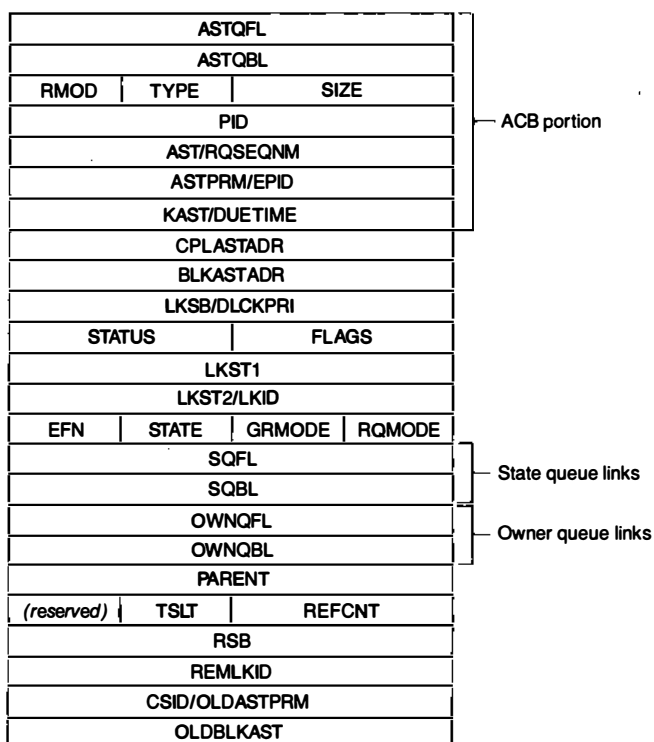 ASTQFL
ASTQBL
RMOD TYPE SIZE
PID
ACB portion
AST/RQSEQNM
ASTPRM/EPID
KAST/DUETIME
CPLASTADR
BLKASTADR
LKSB/DLCKPRI
STATUS FLAGS
LKST1
LKST2/LKID
EFN STATE GRMODE RQMODE
SQFL
State queue links
SQBL
OWNQFL
Owner queue links
OWNQBL
PARENT
(reserved) TSLT REFCNT
RSB
REMLKID
CSID/OLDASTPRM
OLDBLKAST